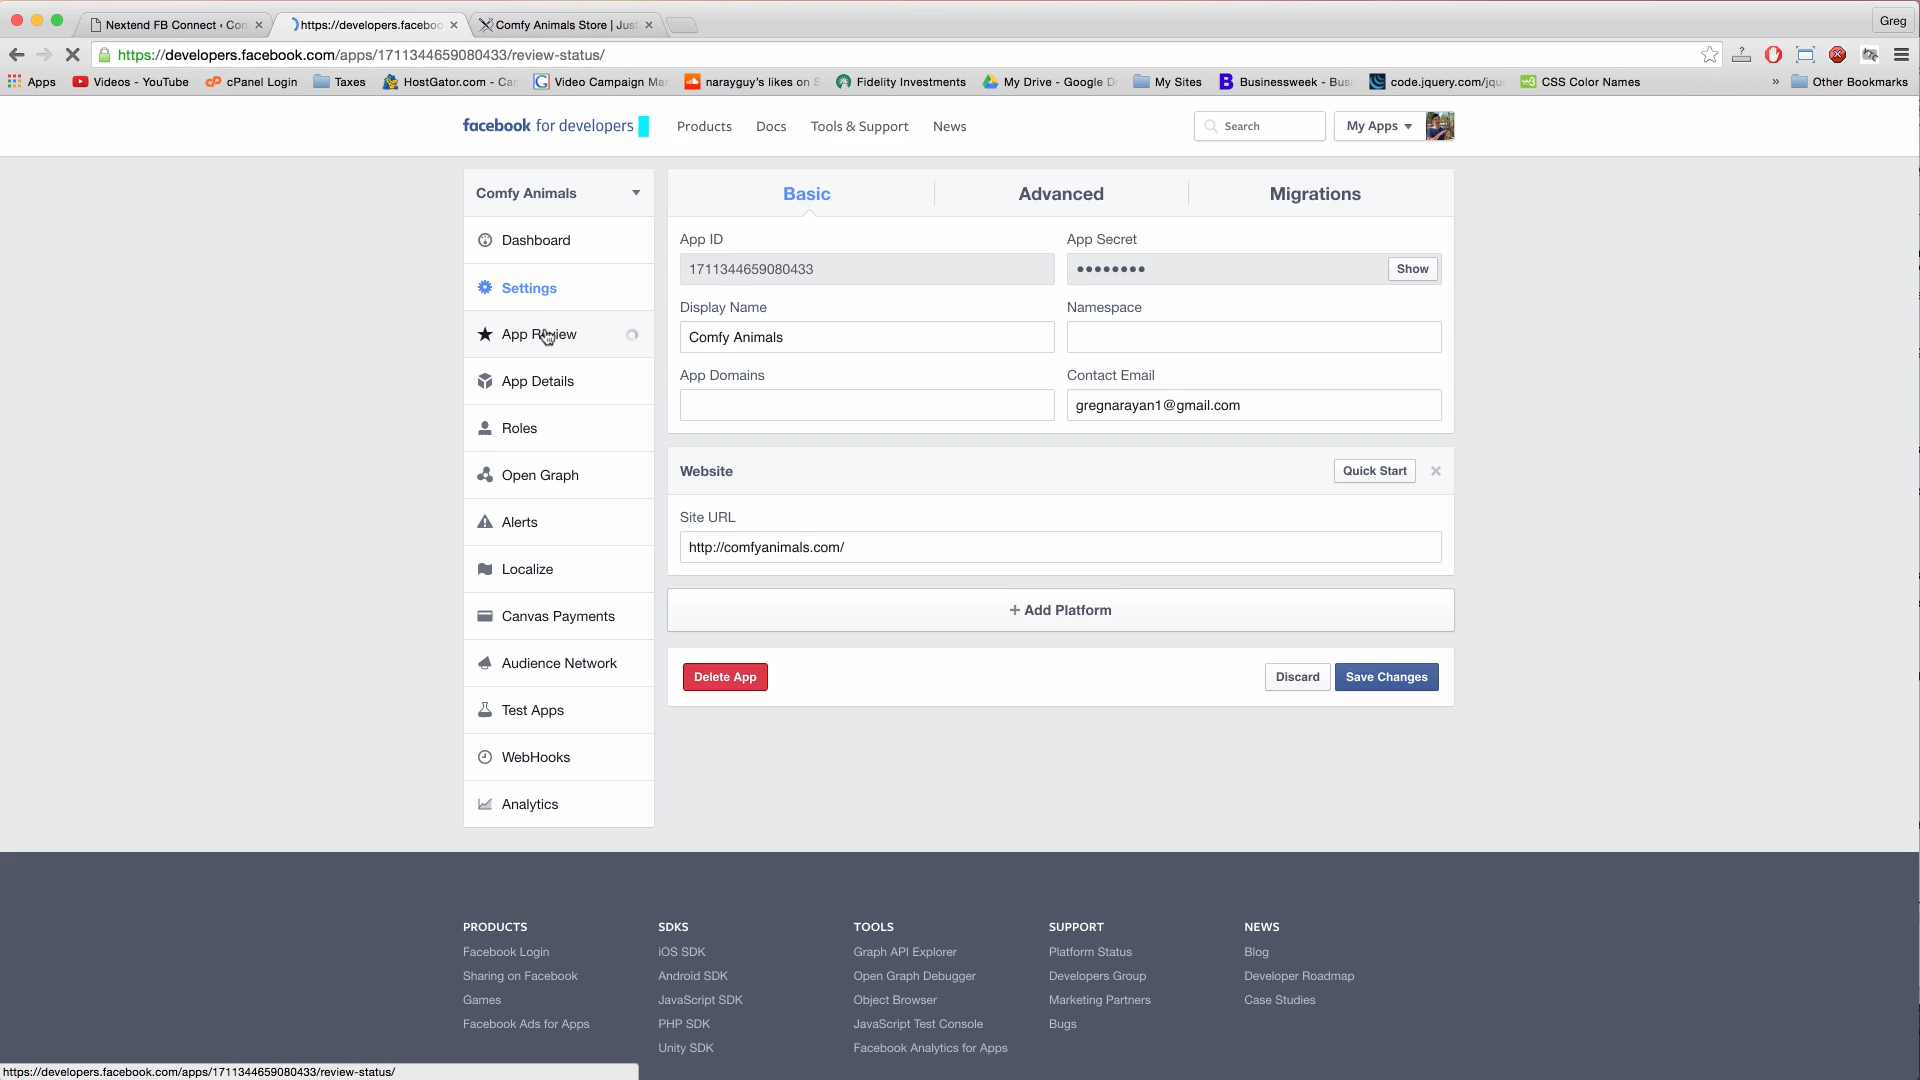 Nextend FB Connect ‹ Com
https://developers.faceboo
Comfy Animals Store | Just
Greg
https://developers.facebook.com/apps/1711344659080433/review-status/
Apps
Videos - YouTube
cPanel Login
Taxes
HostGator.com - Can
Video Campaign Man
narayguy's likes on S
Fidelity Investments
My Drive - Google Dr
My Sites
Businessweek - Busi
code.jquery.com/jque
CSS Color Names
»
Other Bookmarks
facebook for developers
Products
Docs
Tools & Support
News
Search
My Apps
Comfy Animals
Dashboard
Settings
App Review
App Details
Roles
Open Graph
Alerts
Localize
Canvas Payments
Audience Network
Test Apps
WebHooks
Analytics
Basic
Advanced
Migrations
App ID
App Secret
1711344659080433
●●●●●●●●
Show
Display Name
Namespace
Comfy Animals
App Domains
Contact Email
gregnarayan1@gmail.com
Website
Quick Start
Site URL
http://comfyanimals.com/
+ Add Platform
Delete App
Discard
Save Changes
PRODUCTS
Facebook Login
Sharing on Facebook
Games
Facebook Ads for Apps
SDKS
iOS SDK
Android SDK
JavaScript SDK
PHP SDK
Unity SDK
TOOLS
Graph API Explorer
Open Graph Debugger
Object Browser
JavaScript Test Console
Facebook Analytics for Apps
SUPPORT
Platform Status
Developers Group
Marketing Partners
Bugs
NEWS
Blog
Developer Roadmap
Case Studies
https://developers.facebook.com/apps/1711344659080433/review-status/